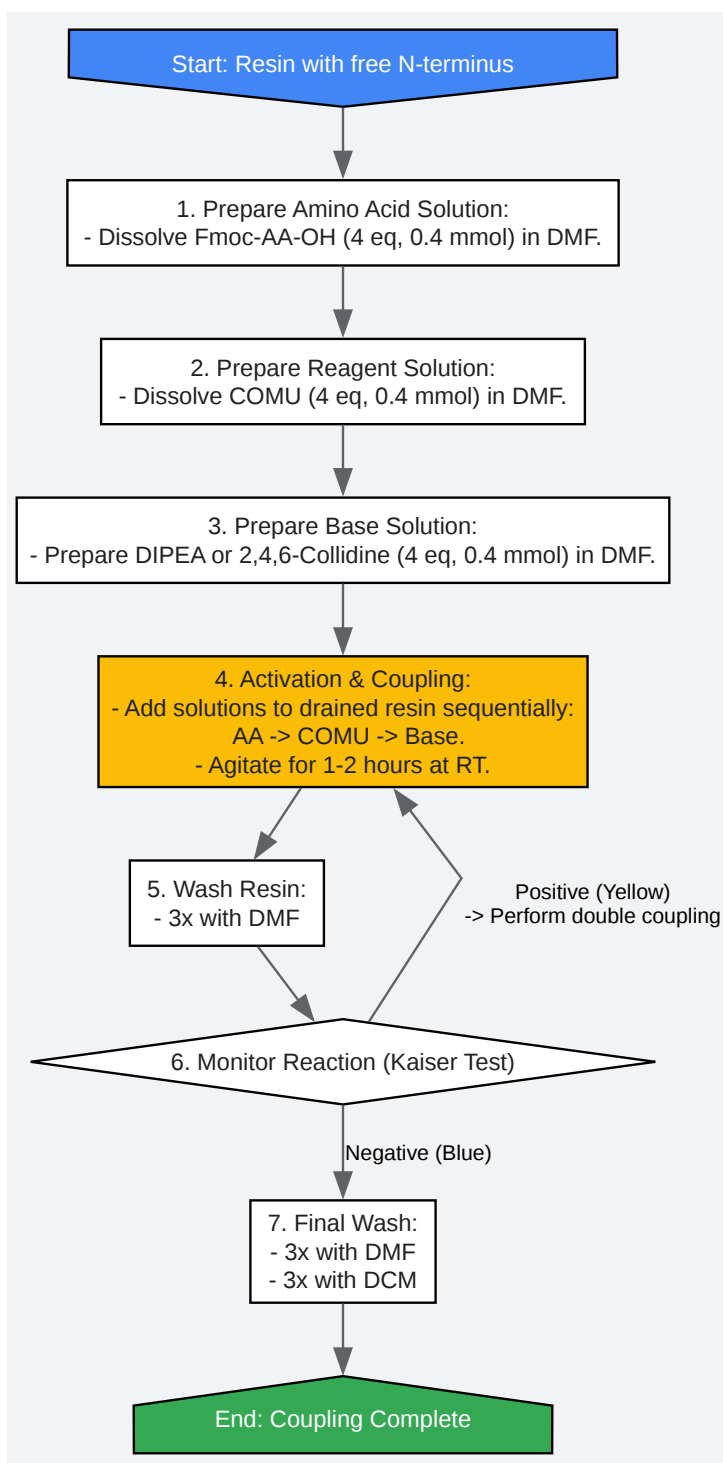 Start: Resin with free N-terminus
1. Prepare Amino Acid Solution:
- Dissolve Fmoc-AA-OH (4 eq, 0.4 mmol) in DMF.
2. Prepare Reagent Solution:
- Dissolve COMU (4 eq, 0.4 mmol) in DMF.
3. Prepare Base Solution:
- Prepare DIPEA or 2,4,6-Collidine (4 eq, 0.4 mmol) in DMF.
4. Activation & Coupling:
- Add solutions to drained resin sequentially:
AA -> COMU -> Base.
- Agitate for 1-2 hours at RT.
5. Wash Resin:
- 3x with DMF
Positive (Yellow)
-> Perform double coupling
6. Monitor Reaction (Kaiser Test)
Negative (Blue)
7. Final Wash:
- 3x with DMF
- 3x with DCM
End: Coupling Complete